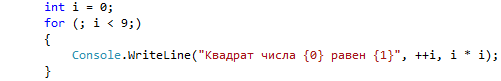 int i = 0;
for (; i < 9;)
{
Console.WriteLine("Квадрат числа {0} равен {1}", ++i, i * i);
}